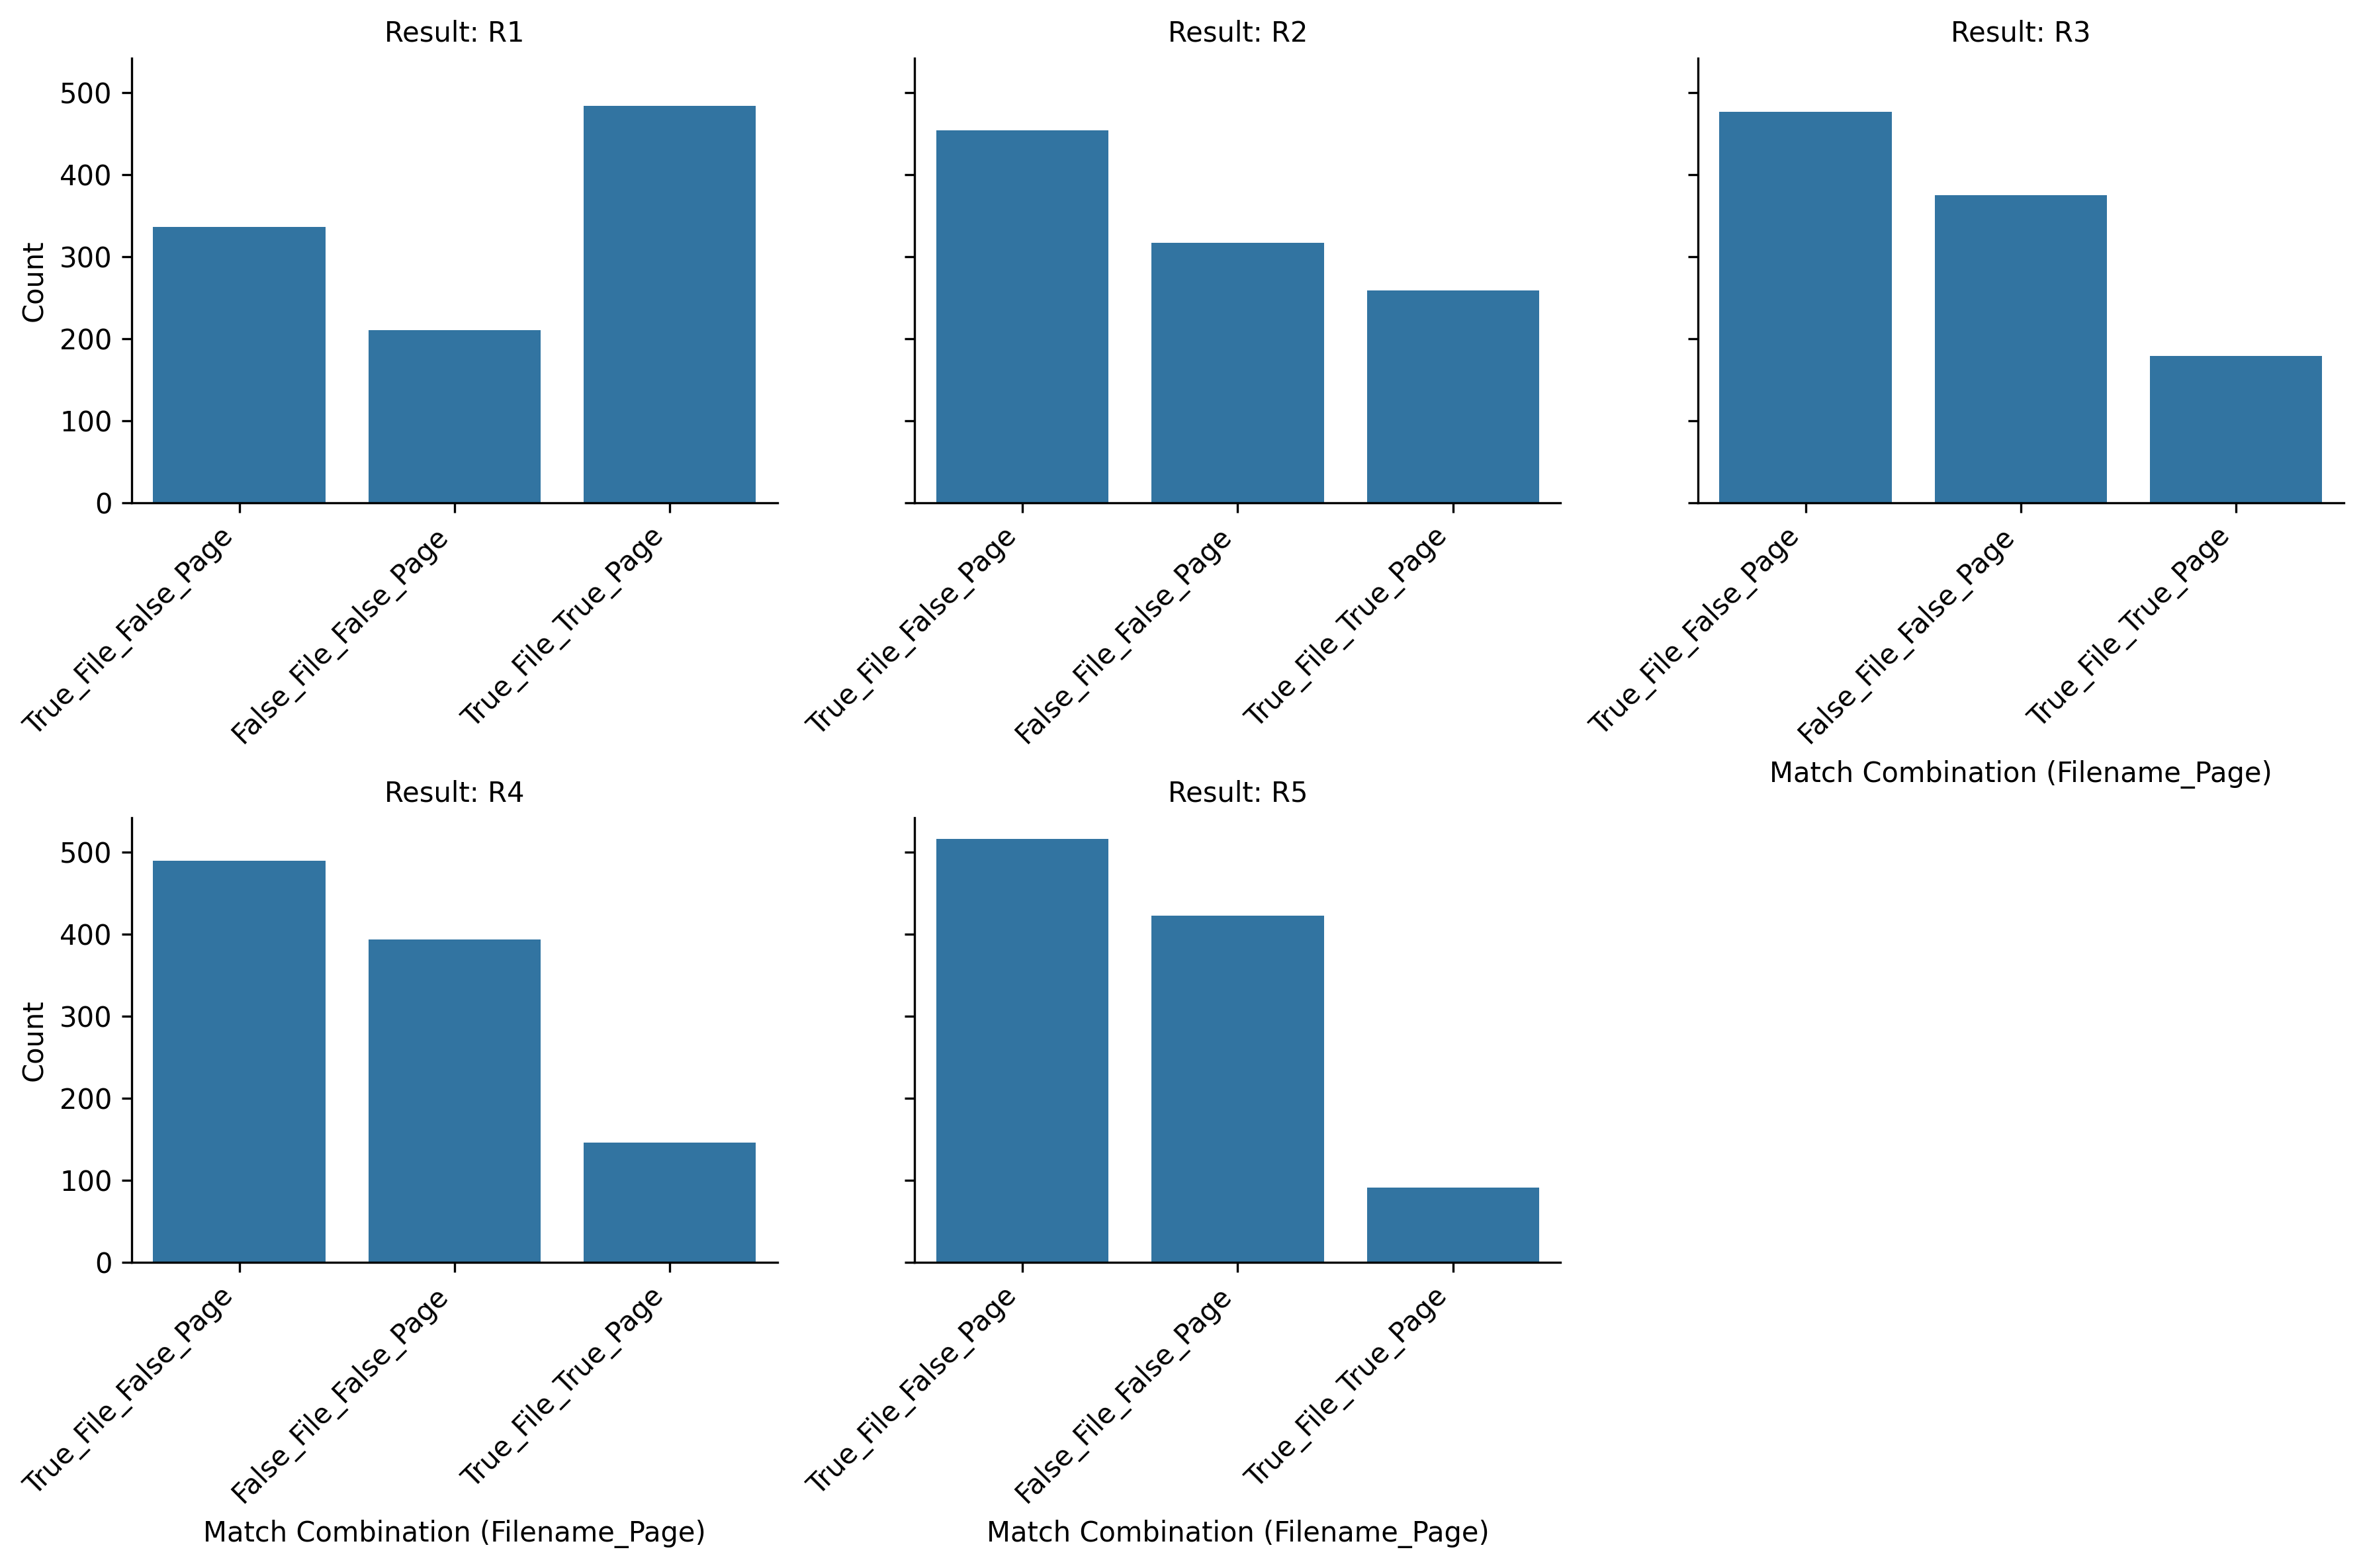 Result: R1
Count
500
400
300
200
100
0
True_File_False_Page
False_File_False_Page
True_File_True_Page
Result: R2
True_File_False_Page
False_File_False_Page
True_File_True_Page
Result: R3
True_File_False_Page
False_File_False_Page
True_File_True_Page
Match Combination (Filename_Page)
Result: R4
Count
500
400
300
200
100
0
True_File_False_Page
False_File_False_Page
True_File_True_Page
Match Combination (Filename_Page)
Result: R5
True_File_False_Page
False_File_False_Page
True_File_True_Page
Match Combination (Filename_Page)